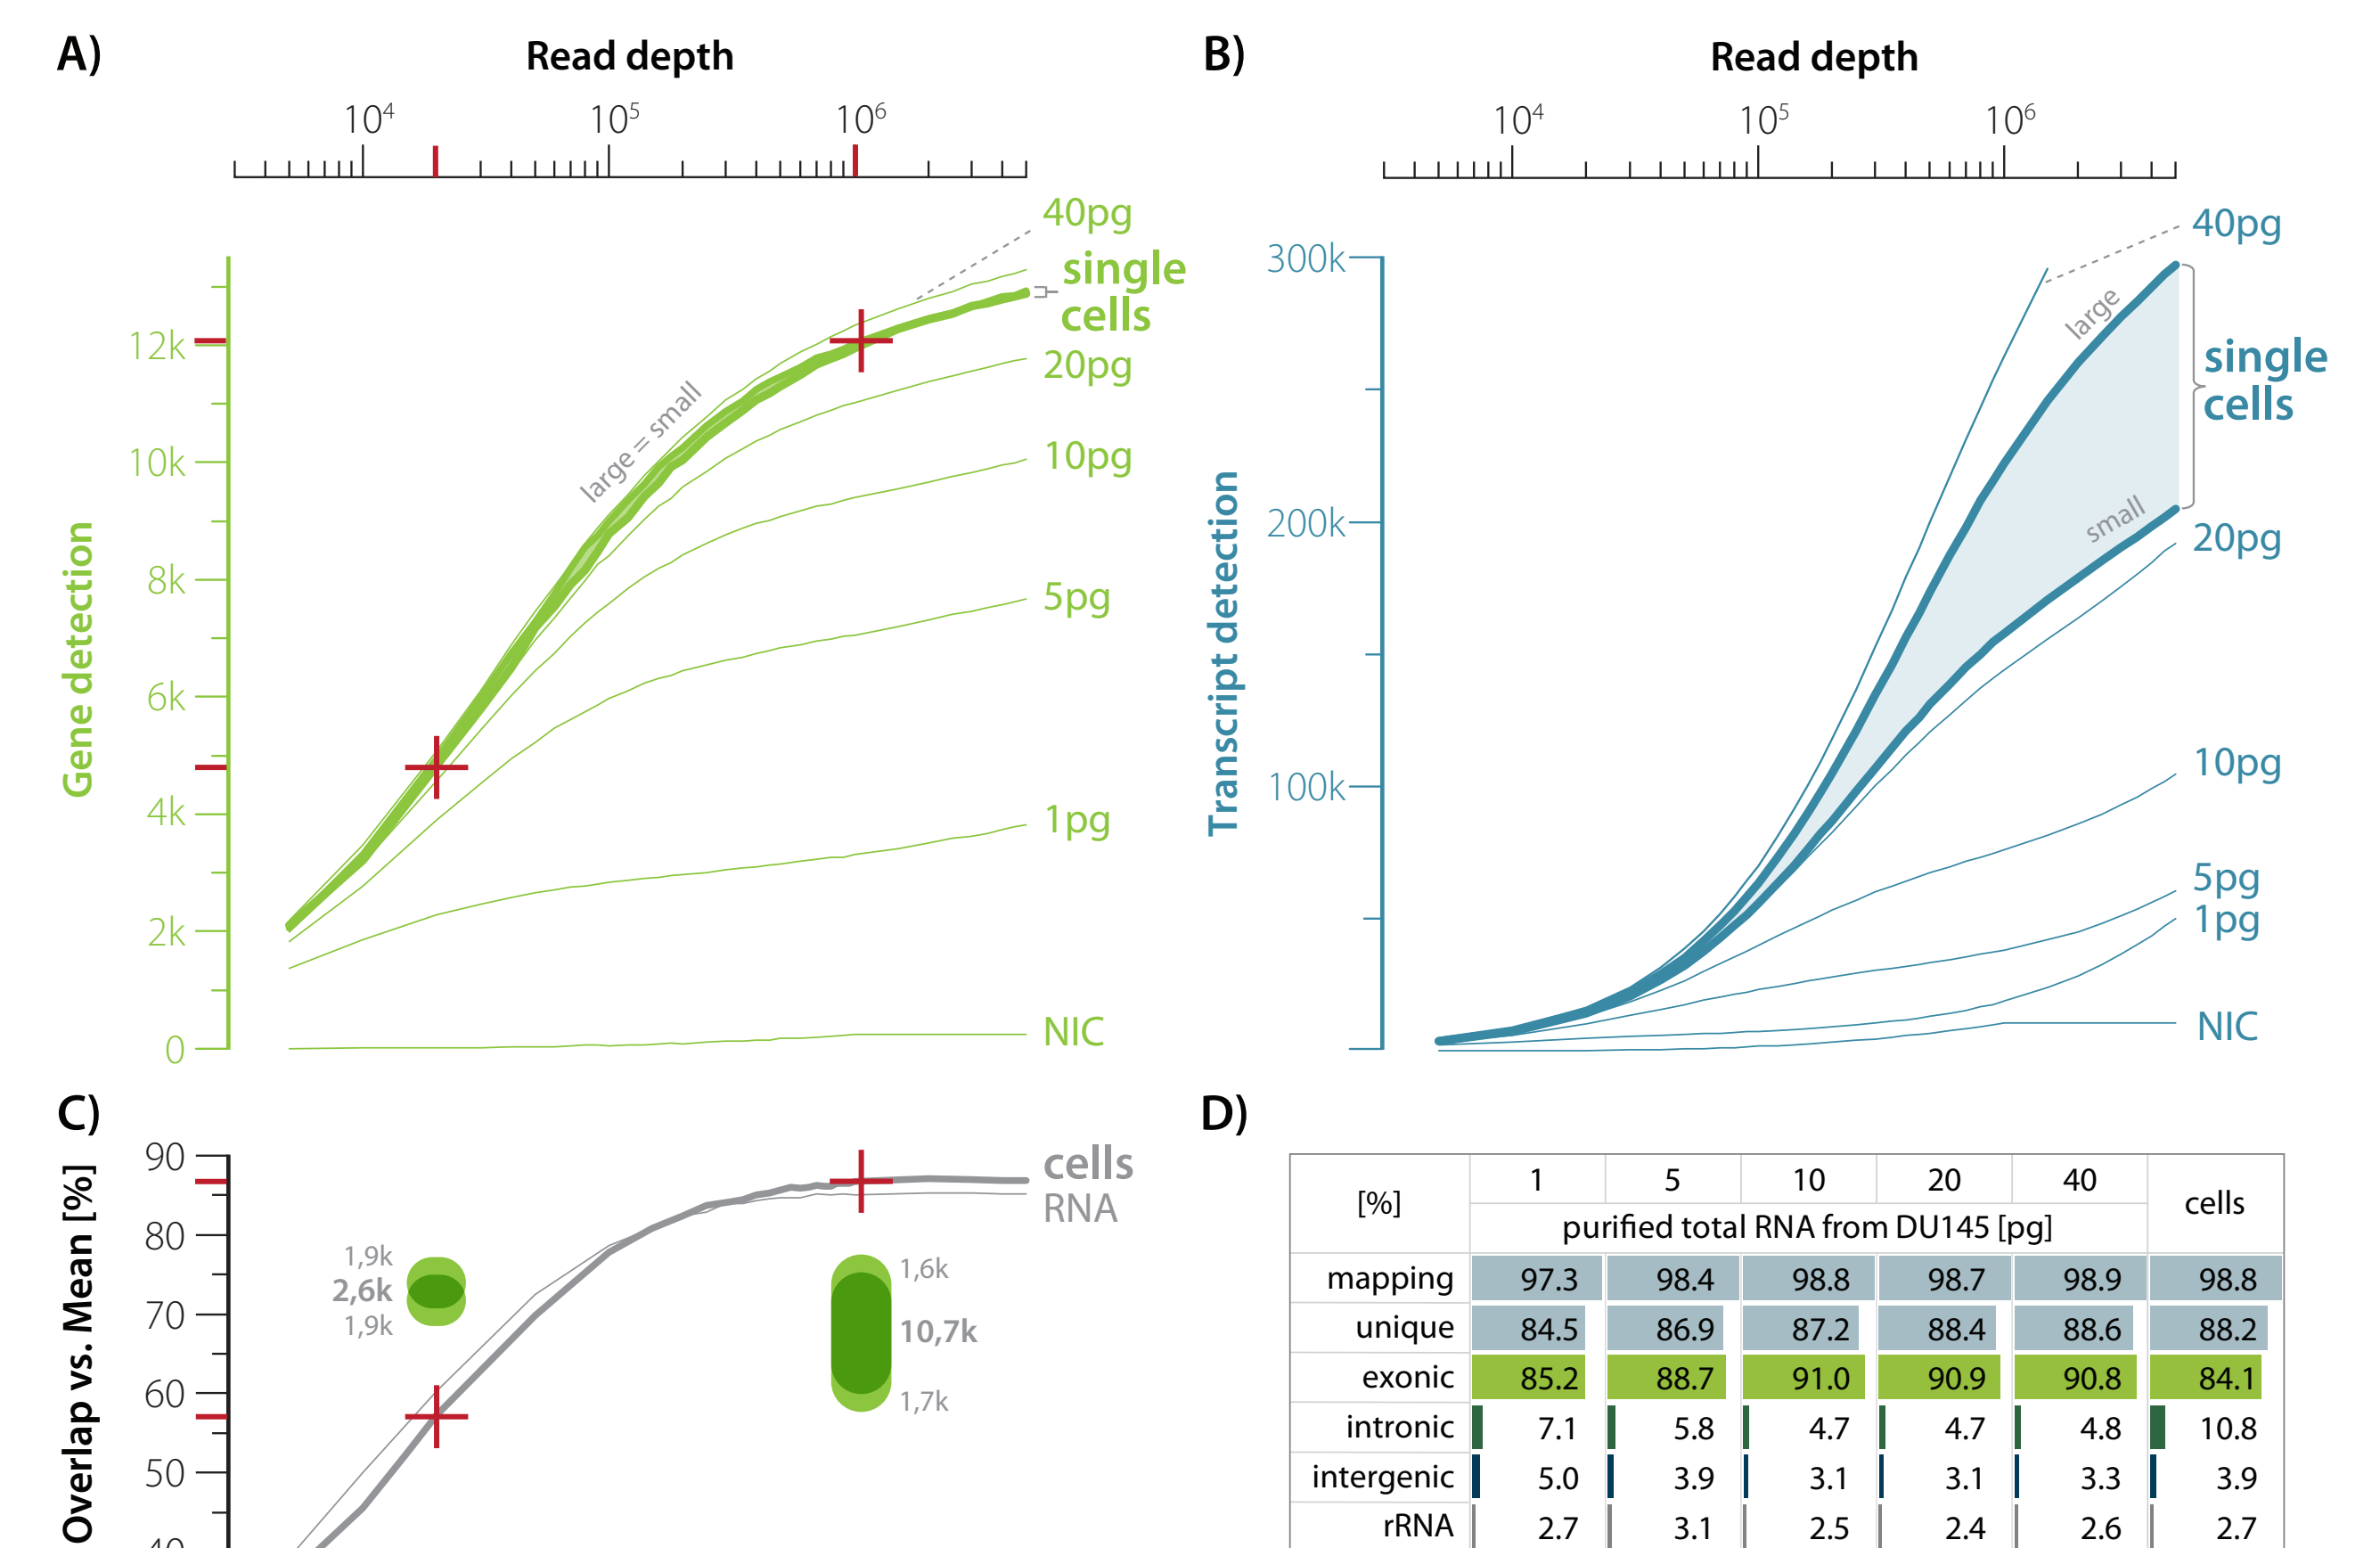 A)
Read depth
10⁴ 10⁵ 10⁶
40pg
single
cells
20pg
10pg
5pg
1pg
NIC
large = small
Gene detection
12k
10k
8k
6k
4k
2k
0
B)
Read depth
10⁴ 10⁵ 10⁶
40pg
large
single
cells
small
20pg
10pg
5pg
1pg
NIC
Transcript detection
300k
200k
100k
C)
Overlap vs. Mean [%]
90
80
70
60
50
40
cells
RNA
1,9k
2,6k
1,9k
1,6k
10,7k
1,7k
D)
[%] 1 5 10 20 40 cells
purified total RNA from DU145 [pg]
mapping 97.3 98.4 98.8 98.7 98.9 98.8
unique 84.5 86.9 87.2 88.4 88.6 88.2
exonic 85.2 88.7 91.0 90.9 90.8 84.1
intronic 7.1 5.8 4.7 4.7 4.8 10.8
intergenic 5.0 3.9 3.1 3.1 3.3 3.9
rRNA 2.7 3.1 2.5 2.4 2.6 2.7